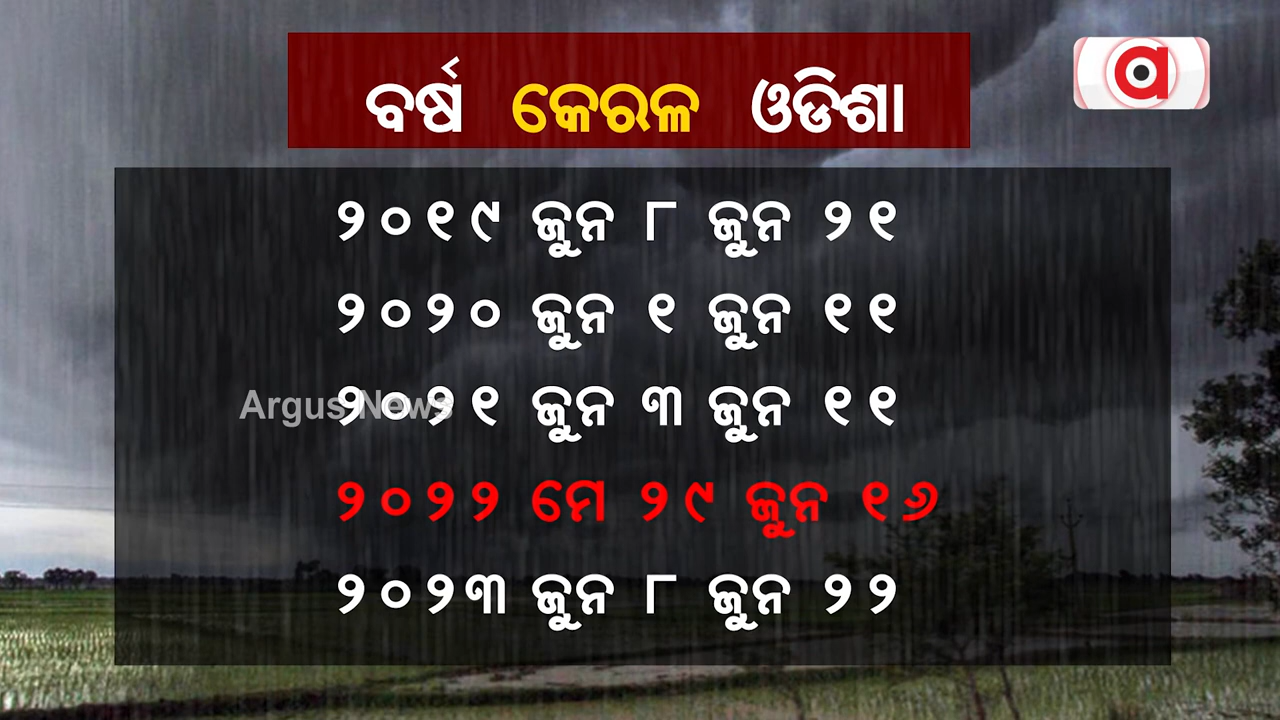 ବର୍ଷ କେରଳ ଓଡିଶା
୨୦୧୯ ଜୁନ ୮ ଜୁନ ୨୧
୨୦୨୦ ଜୁନ ୧ ଜୁନ ୧୧
୨୦୨୧ ଜୁନ ୩ ଜୁନ ୧୧
Argus News
୨୦୨୨ ମେ ୨୯ ଜୁନ ୧୬
୨୦୨୩ ଜୁନ ୮ ଜୁନ ୨୨